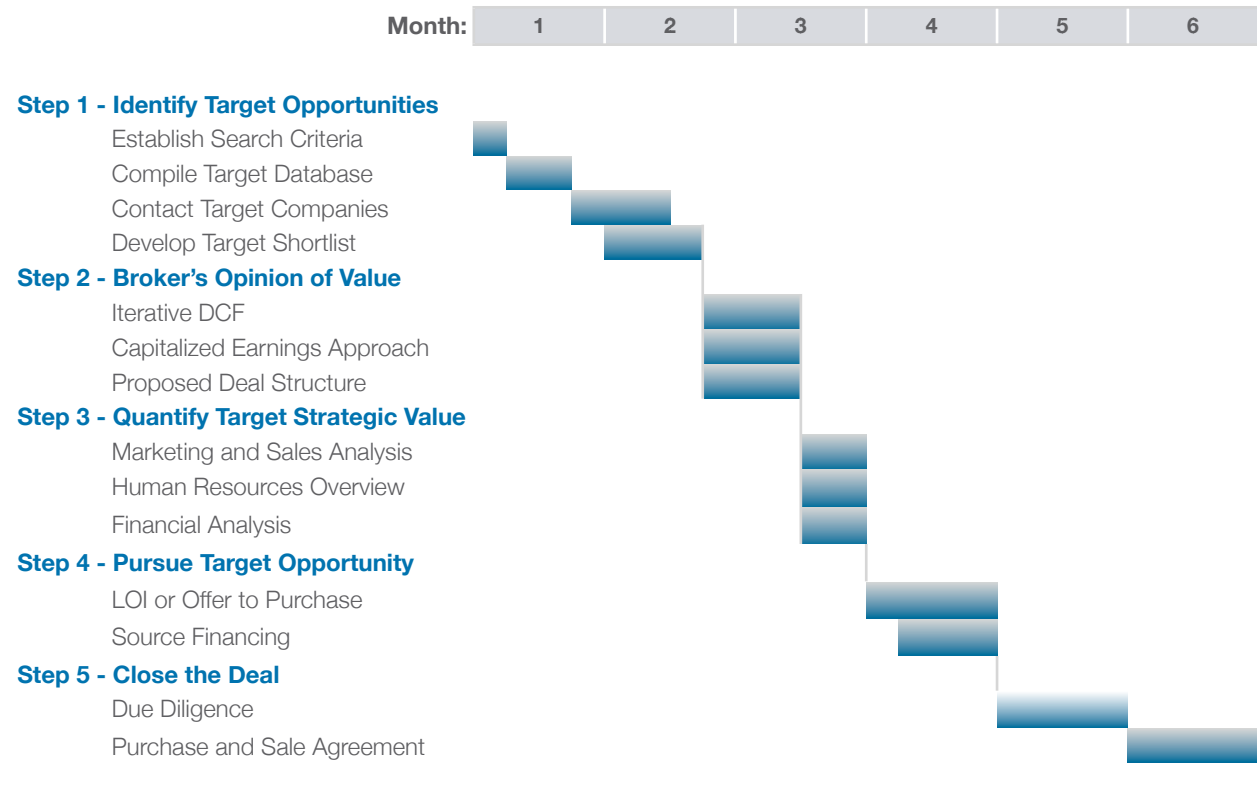 Month: 1 2 3 4 5 6
Step 1 - Identify Target Opportunities
Establish Search Criteria
Compile Target Database
Contact Target Companies
Develop Target Shortlist
Step 2 - Broker’s Opinion of Value
Iterative DCF
Capitalized Earnings Approach
Proposed Deal Structure
Step 3 - Quantify Target Strategic Value
Marketing and Sales Analysis
Human Resources Overview
Financial Analysis
Step 4 - Pursue Target Opportunity
LOI or Offer to Purchase
Source Financing
Step 5 - Close the Deal
Due Diligence
Purchase and Sale Agreement